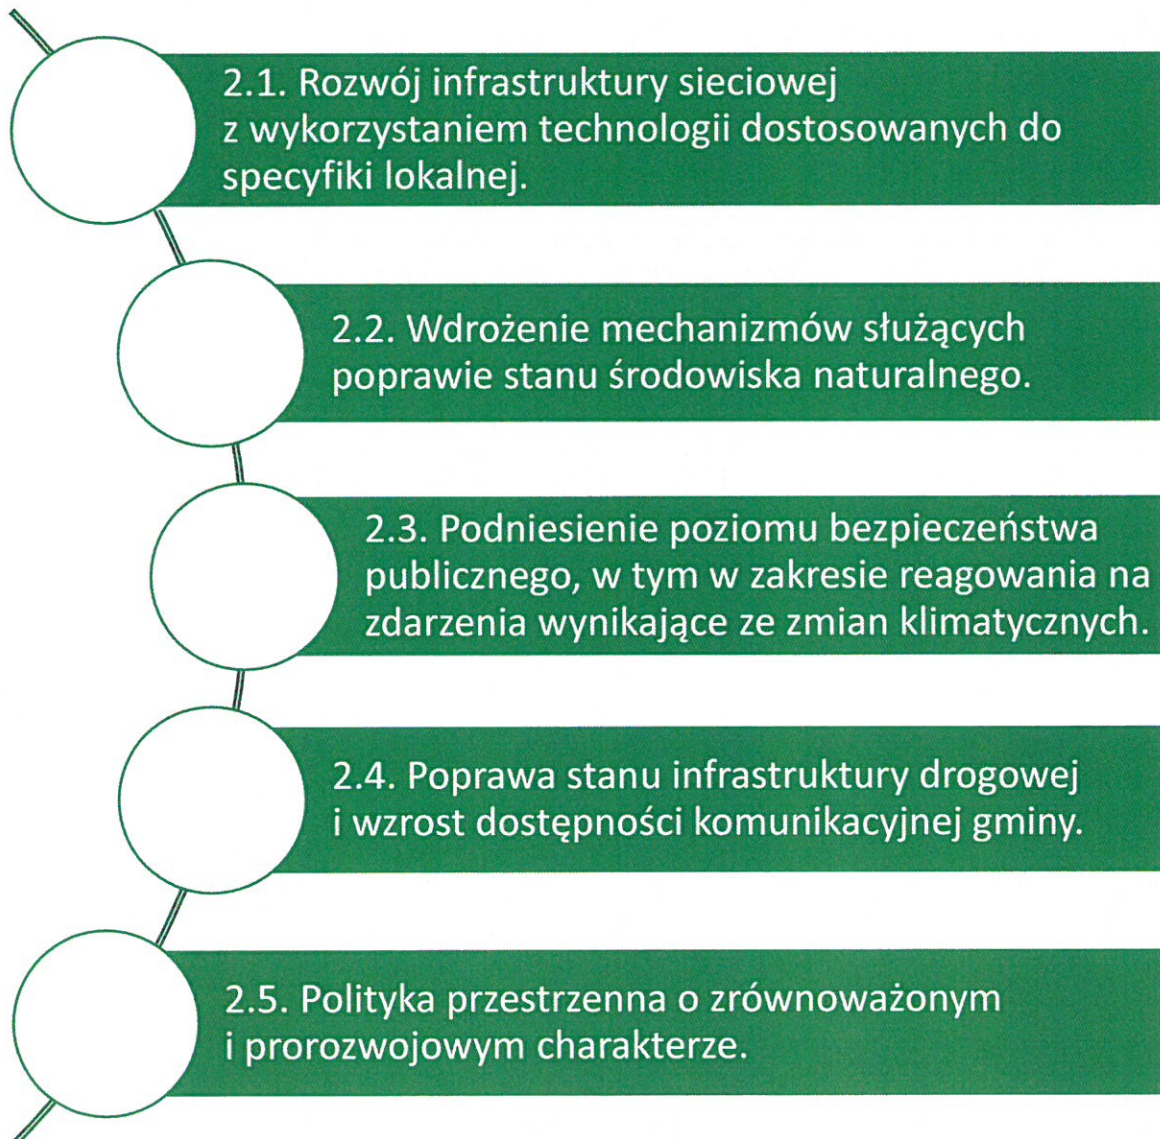 2.1. Rozwój infrastruktury sieciowej
z wykorzystaniem technologii dostosowanych do
specyfiki lokalnej.
2.2. Wdrożenie mechanizmów służących
poprawie stanu środowiska naturalnego.
2.3. Podniesienie poziomu bezpieczeństwa
publicznego, w tym w zakresie reagowania na
zdarzenia wynikające ze zmian klimatycznych.
2.4. Poprawa stanu infrastruktury drogowej
i wzrost dostępności komunikacyjnej gminy.
2.5. Polityka przestrzenna o zrównoważonym
i prorozwojowym charakterze.